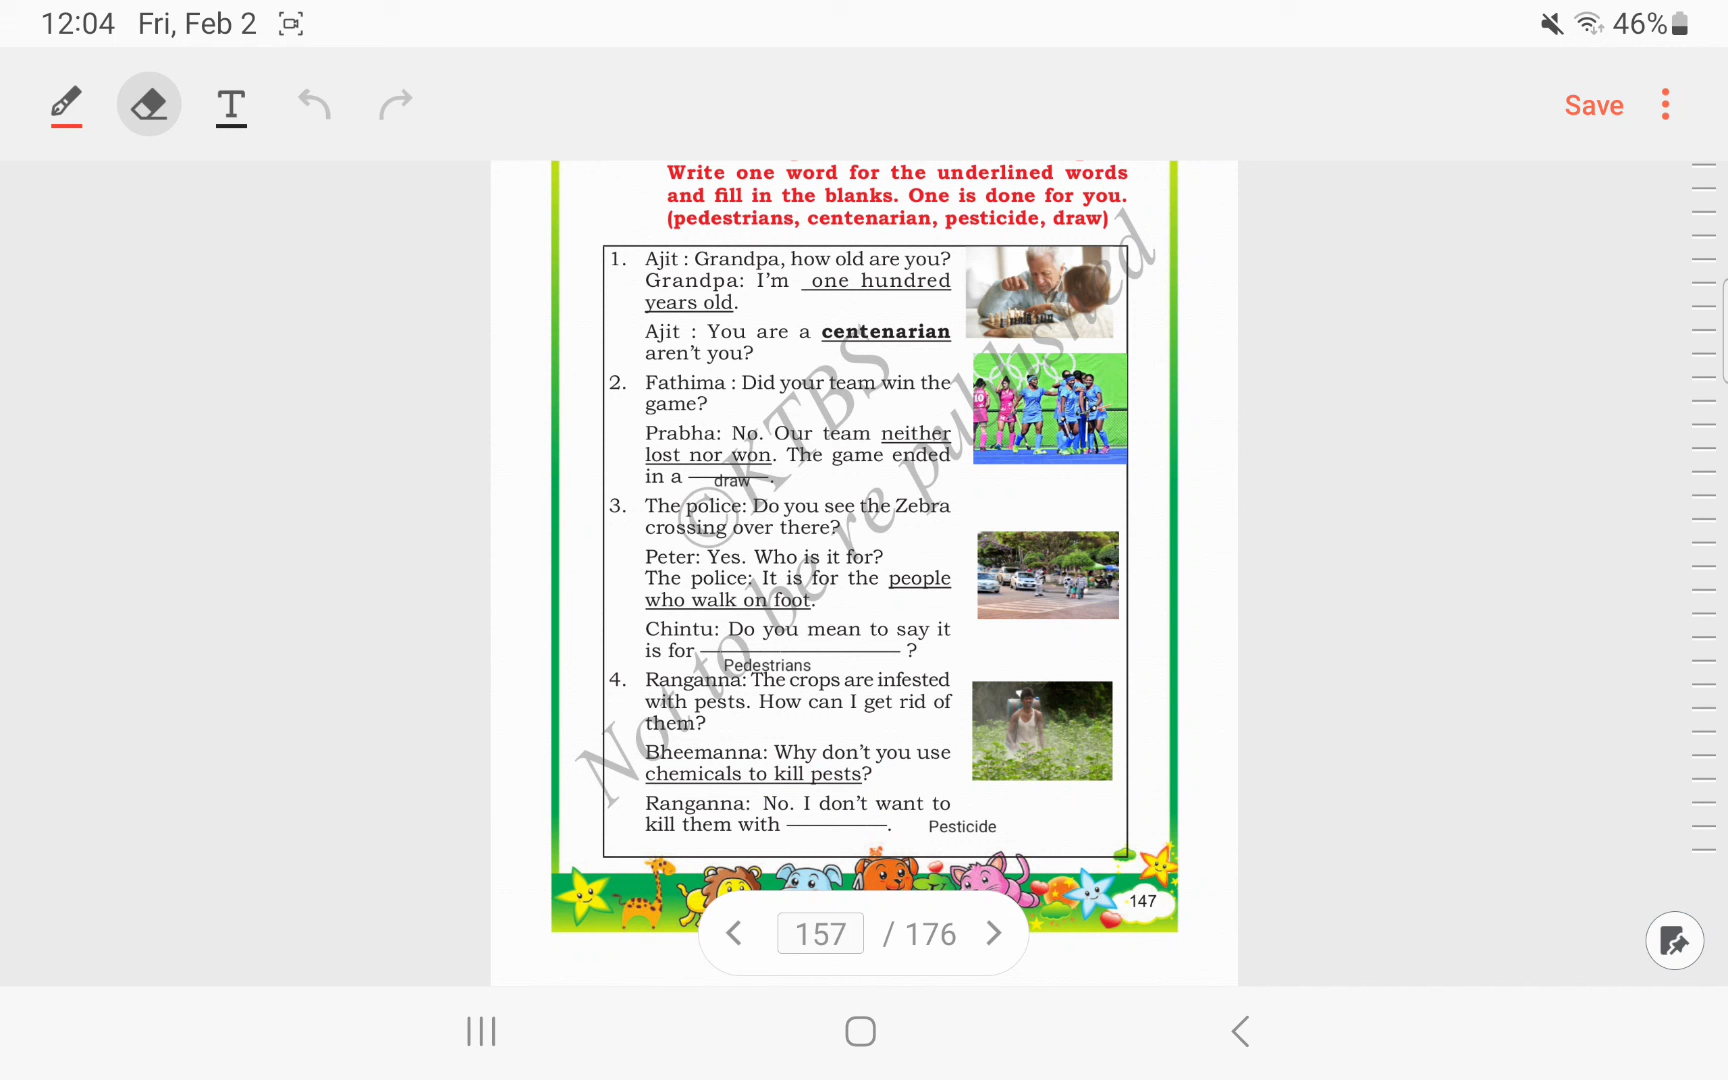 12:04 Fri, Feb 2
46%
T
Save
Write one word for the underlined words
and fill in the blanks. One is done for you.
(pedestrians, centenarian, pesticide, draw)
1. Ajit : Grandpa, how old are you?
Grandpa: I'm one hundred
years old.
Ajit : You are a centenarian
aren't you?
2. Fathima : Did your team win the
game?
Prabha: No. Our team neither
lost nor won. The game ended
in a ———.
draw
3. The police: Do you see the Zebra
crossing over there?
Peter: Yes. Who is it for?
The police: It is for the people
who walk on foot.
Chintu: Do you mean to say it
is for ——————— ?
Pedestrians
4. Ranganna: The crops are infested
with pests. How can I get rid of
them?
Bheemanna: Why don't you use
chemicals to kill pests?
Ranganna: No. I don't want to
kill them with ————. Pesticide
©KTBS
Not to be re published
10
147
157 / 176